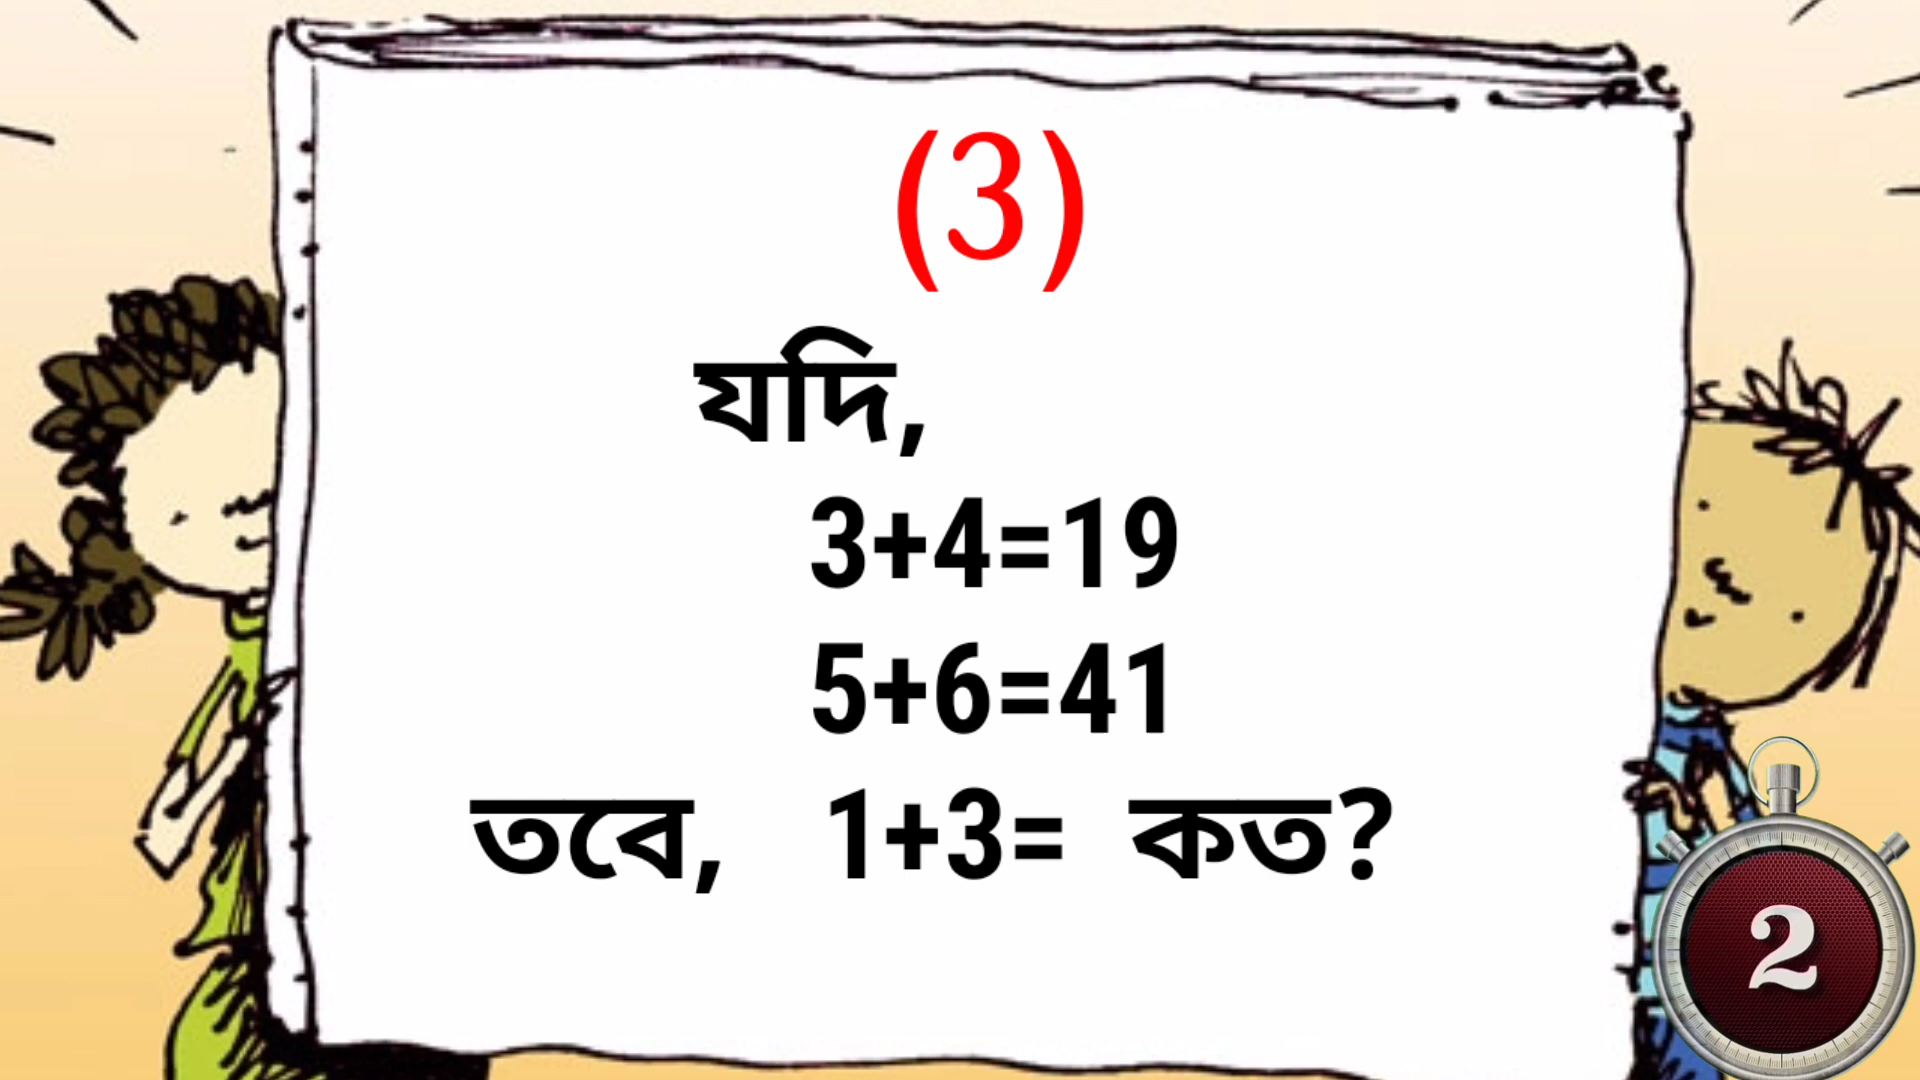 (3)
যদি,
3+4=19
5+6=41
তবে, 1+3= কত?
2